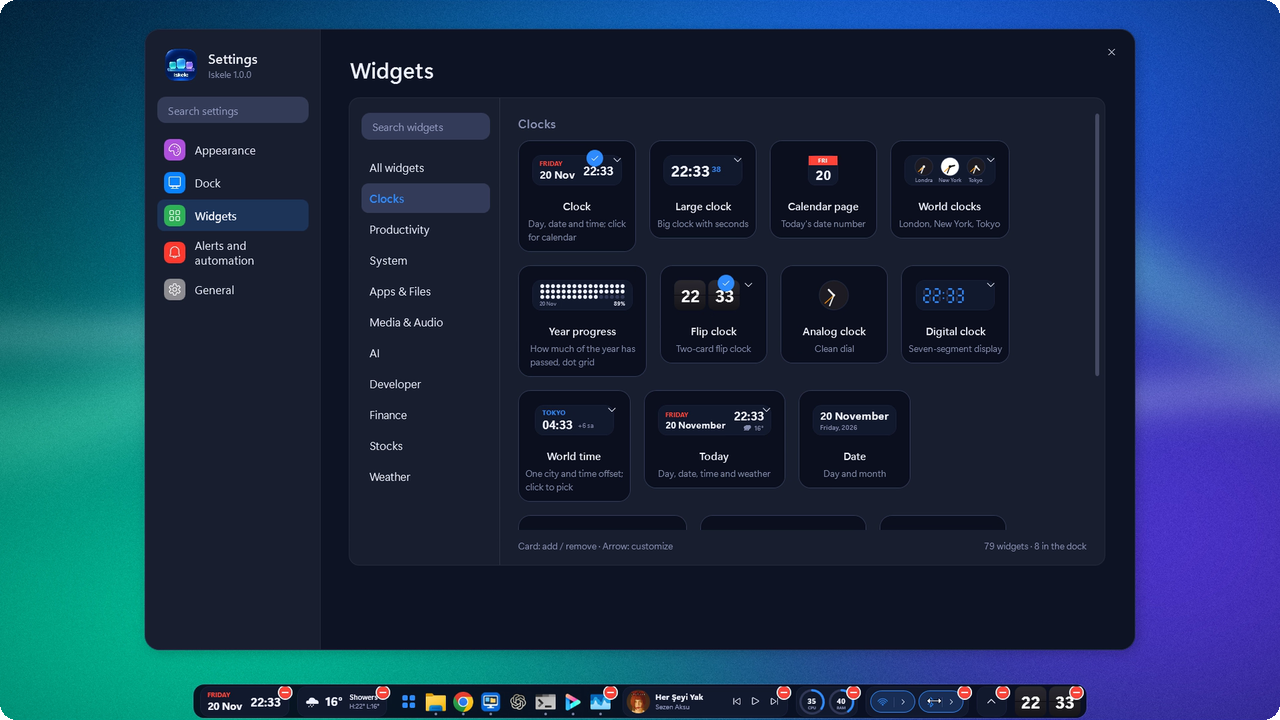 Settings
Iskele 1.0.0
Search settings
Appearance
Dock
Widgets
Alerts and
automation
General
Widgets
Search widgets
All widgets
Clocks
Productivity
System
Apps & Files
Media & Audio
AI
Developer
Finance
Stocks
Weather
Clocks
FRIDAY
20 Nov 22:33
Clock
Day, date and time; click
for calendar
22:33 38
Large clock
Big clock with seconds
FRI
20
Calendar page
Today's date number
Londra New York Tokyo
World clocks
London, New York, Tokyo
20 Nov 89%
Year progress
How much of the year has
passed, dot grid
22 33
Flip clock
Two-card flip clock
Analog clock
Clean dial
22:33
Digital clock
Seven-segment display
TOKYO
04:33 +6 sa
World time
One city and time offset;
click to pick
FRIDAY 22:33
20 November 16°
Today
Day, date, time and weather
20 November
Friday, 2026
Date
Day and month
Card: add / remove · Arrow: customize
79 widgets · 8 in the dock
FRIDAY
20 Nov 22:33
16° Showers
H:22° L:16°
Her Şeyi Yak
Sezen Aksu
35
CPU
40
RAM
22 33